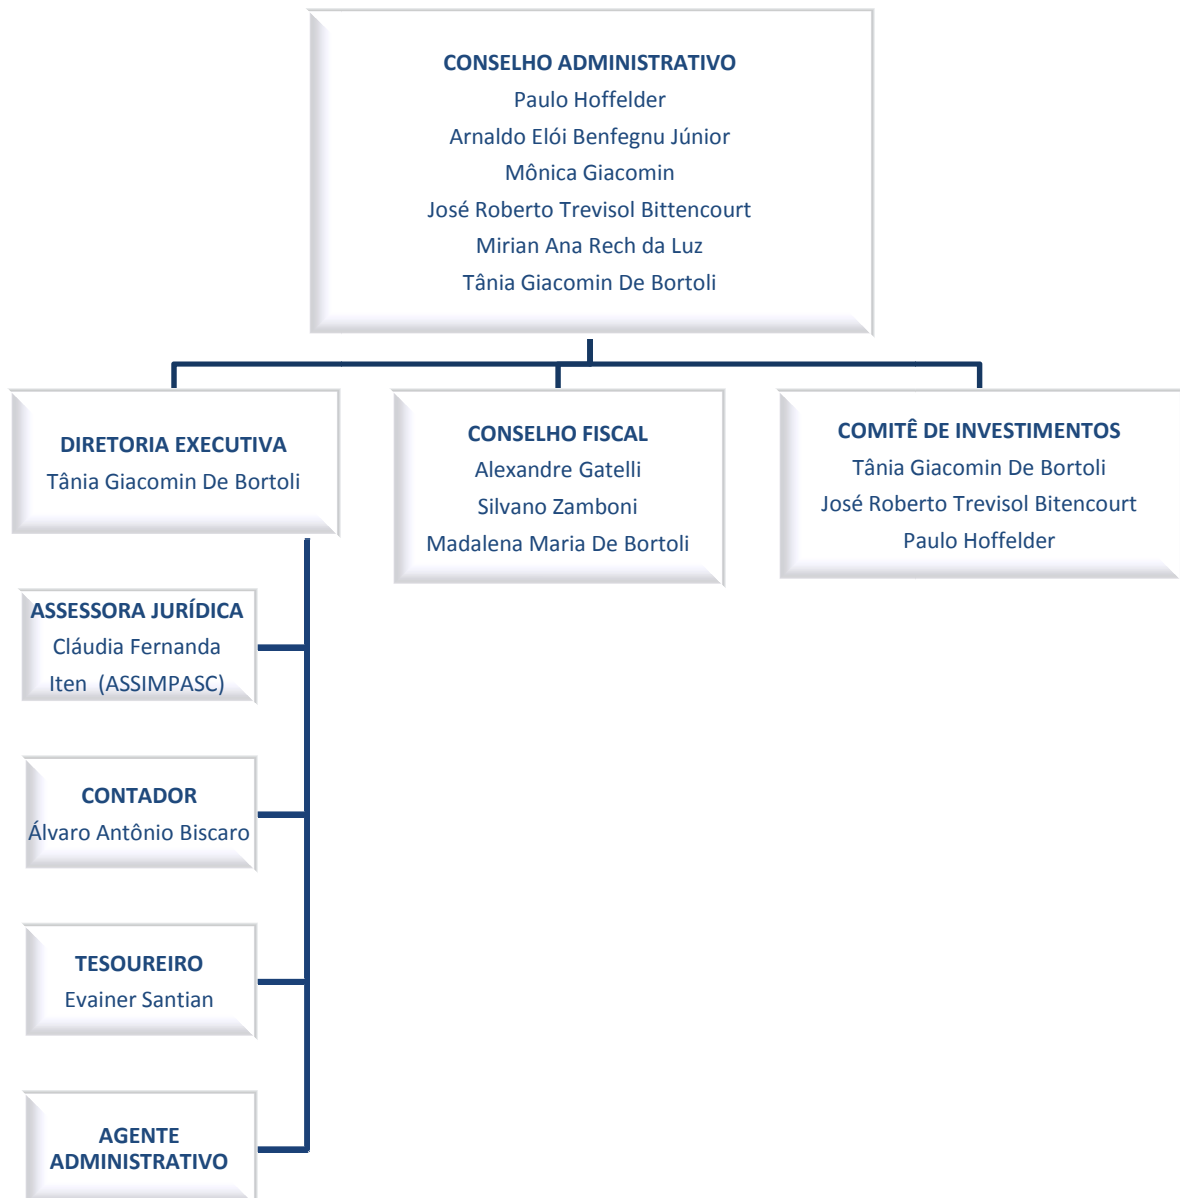 CONSELHO ADMINISTRATIVO
Paulo Hoffelder
Arnaldo Elói Benfegnu Júnior
Mônica Giacomin
José Roberto Trevisol Bittencourt
Mirian Ana Rech da Luz
Tânia Giacomin De Bortoli
DIRETORIA EXECUTIVA
Tânia Giacomin De Bortoli
CONSELHO FISCAL
Alexandre Gatelli
Silvano Zamboni
Madalena Maria De Bortoli
COMITÊ DE INVESTIMENTOS
Tânia Giacomin De Bortoli
José Roberto Trevisol Bitencourt
Paulo Hoffelder
ASSESSORA JURÍDICA
Cláudia Fernanda
Iten (ASSIMPASC)
CONTADOR
Álvaro Antônio Biscaro
TESOUREIRO
Evainer Santian
AGENTE
ADMINISTRATIVO